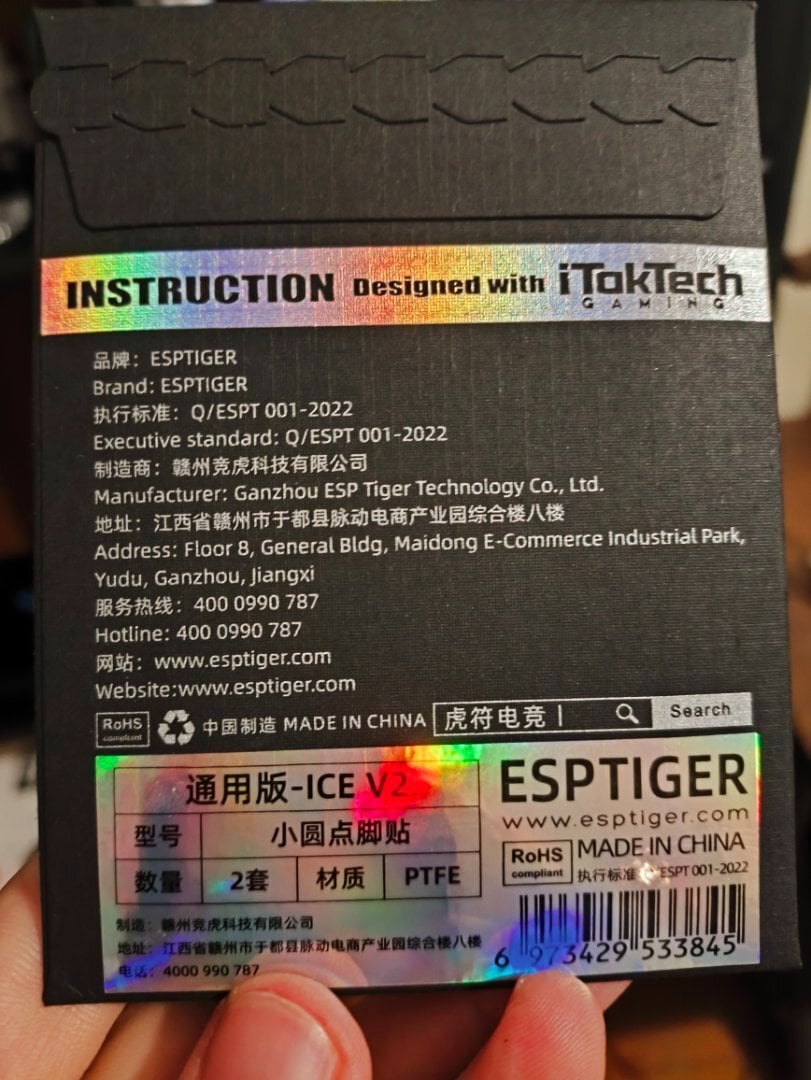 INSTRUCTION Designed with iTokTech
GAMING
品牌：ESPTIGER
Brand: ESPTIGER
执行标准：Q/ESPT 001-2022
Executive standard: Q/ESPT 001-2022
制造商：赣州竞虎科技有限公司
Manufacturer: Ganzhou ESP Tiger Technology Co., Ltd.
地址：江西省赣州市于都县脉动电商产业园综合楼八楼
Address: Floor 8, General Bldg, Maidong E-Commerce Industrial Park,
Yudu, Ganzhou, Jiangxi
服务热线：400 0990 787
Hotline: 400 0990 787
网站：www.esptiger.com
Website:www.esptiger.com
RoHS
compliant
中国制造 MADE IN CHINA
虎符电竞 Search
通用版-ICE V2
型号 小圆点脚贴
数量 2套 材质 PTFE
制造：赣州竞虎科技有限公司
地址：江西省赣州市于都县脉动电商产业园综合楼八楼
电话：4000 990 787
ESPTIGER
www.esptiger.com
RoHS
compliant
MADE IN CHINA
执行标准 ESPT 001-2022
6 973429 533845